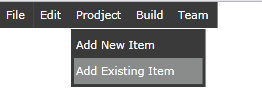 File Edit Prodject Build Team
Add New Item
Add Existing Item